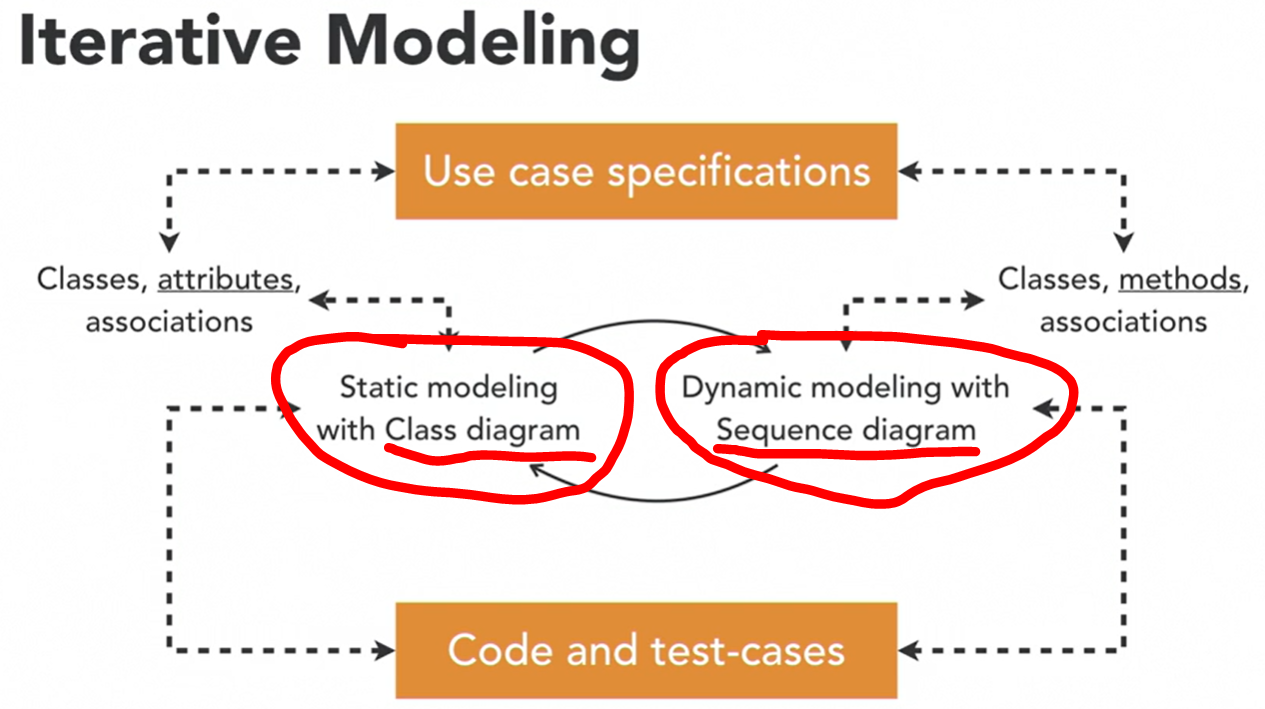 Iterative Modeling
Use case specifications
Classes, attributes,
associations
Classes, methods,
associations
Static modeling
with Class diagram
Dynamic modeling with
Sequence diagram
Code and test-cases